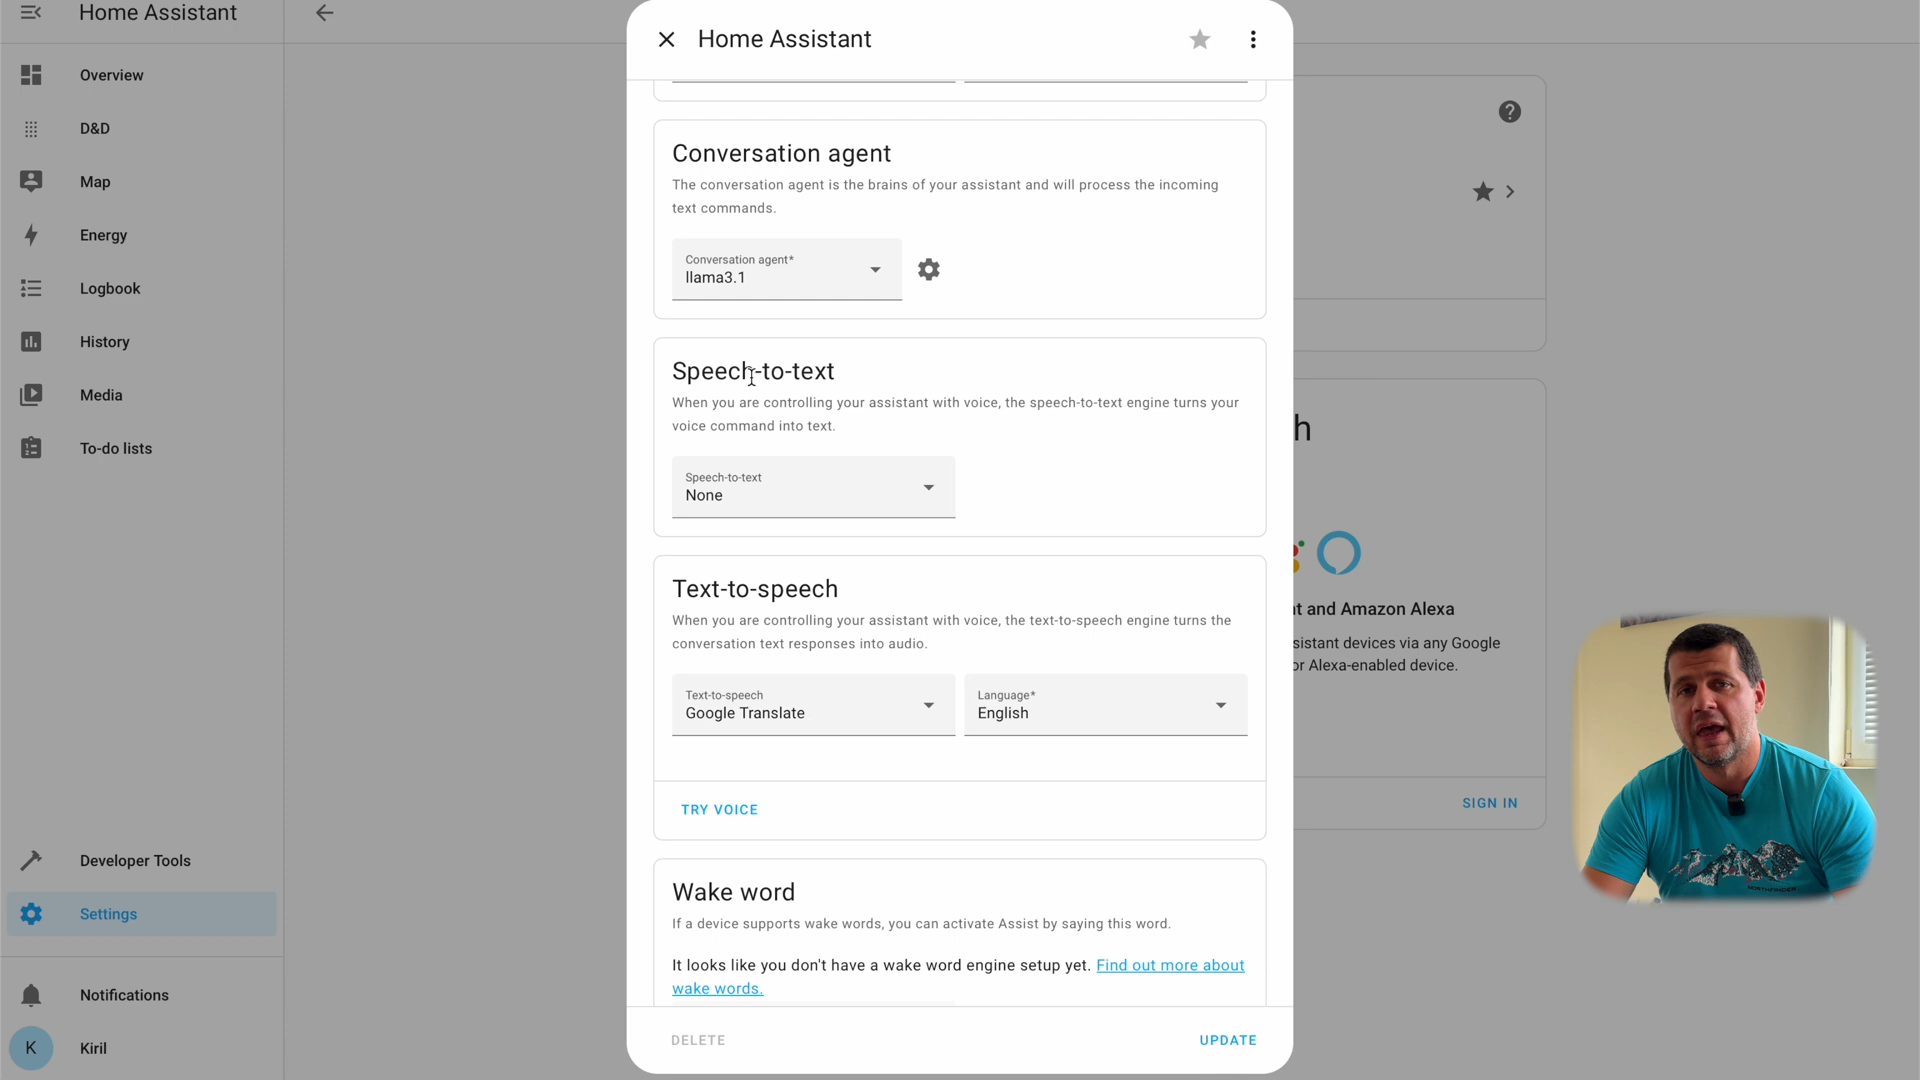 Home Assistant
Overview
D&D
Map
Energy
Logbook
History
Media
To-do lists
Developer Tools
Settings
Notifications
K
Kiril
Home Assistant
Conversation agent
The conversation agent is the brains of your assistant and will process the incoming
text commands.
Conversation agent*
llama3.1
Speech-to-text
When you are controlling your assistant with voice, the speech-to-text engine turns your
voice command into text.
Speech-to-text
None
Text-to-speech
When you are controlling your assistant with voice, the text-to-speech engine turns the
conversation text responses into audio.
Text-to-speech
Google Translate
Language*
English
TRY VOICE
Wake word
If a device supports wake words, you can activate Assist by saying this word.
It looks like you don't have a wake word engine setup yet. Find out more about
wake words.
DELETE
UPDATE
h
nt and Amazon Alexa
sistant devices via any Google
or Alexa-enabled device.
SIGN IN
NORTHFINDER